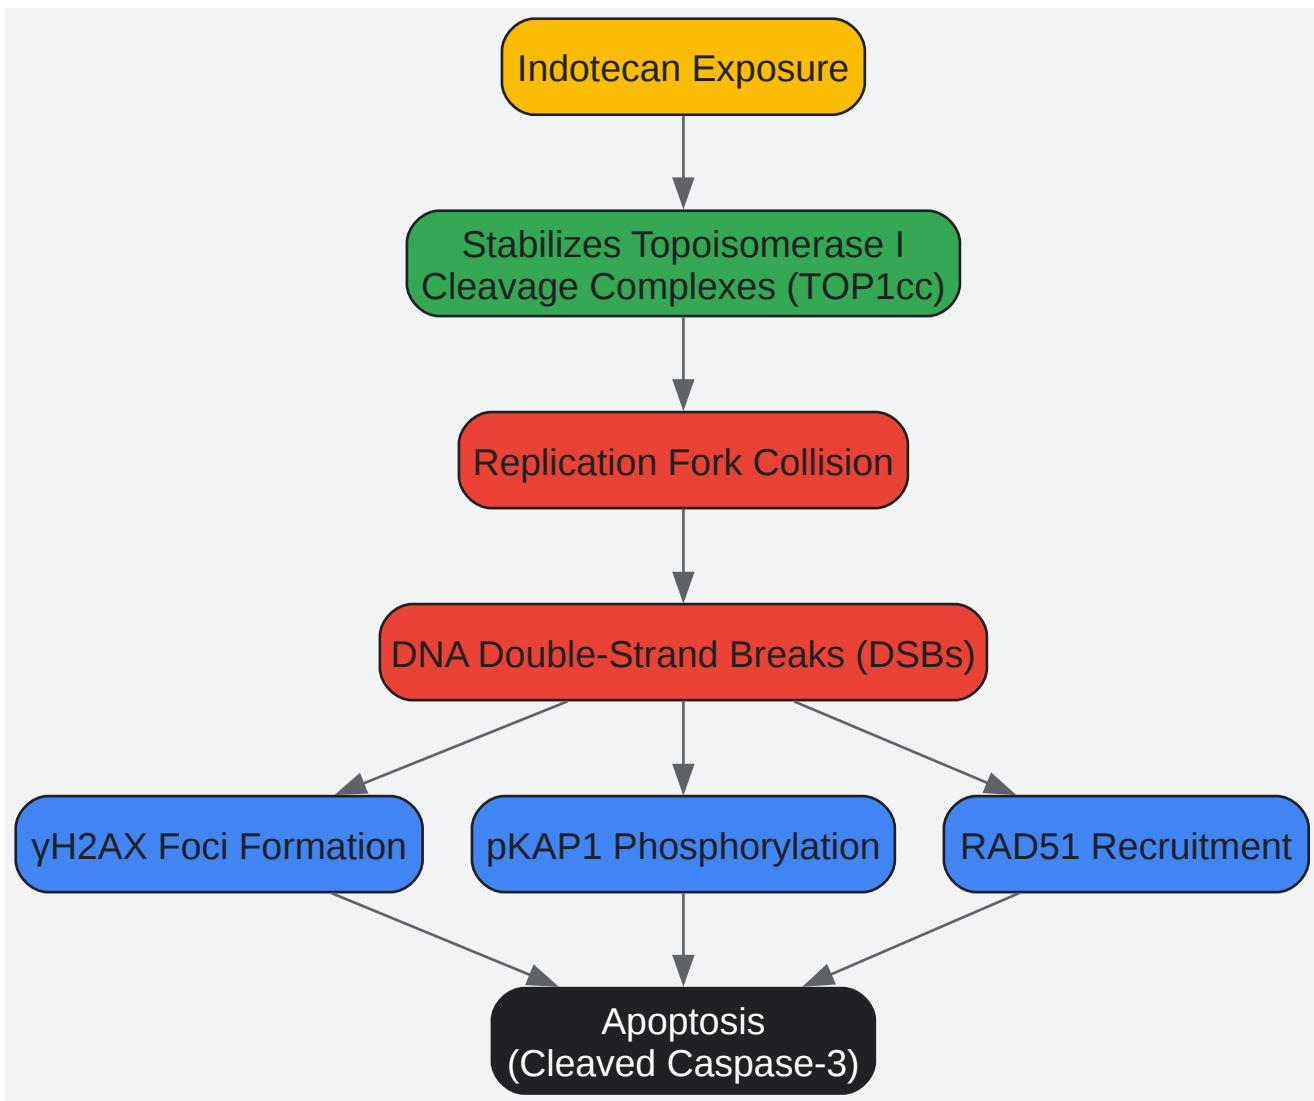 Indotecan Exposure
Stabilizes Topoisomerase I
Cleavage Complexes (TOP1cc)
Replication Fork Collision
DNA Double-Strand Breaks (DSBs)
γH2AX Foci Formation
pKAP1 Phosphorylation
RAD51 Recruitment
Apoptosis
(Cleaved Caspase-3)